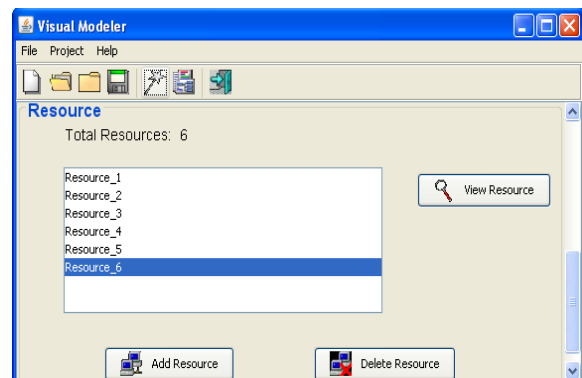 Visual Modeler
File Project Help
Resource
Total Resources: 6
Resource_1
Resource_2
Resource_3
Resource_4
Resource_5
Resource_6
View Resource
Add Resource
Delete Resource